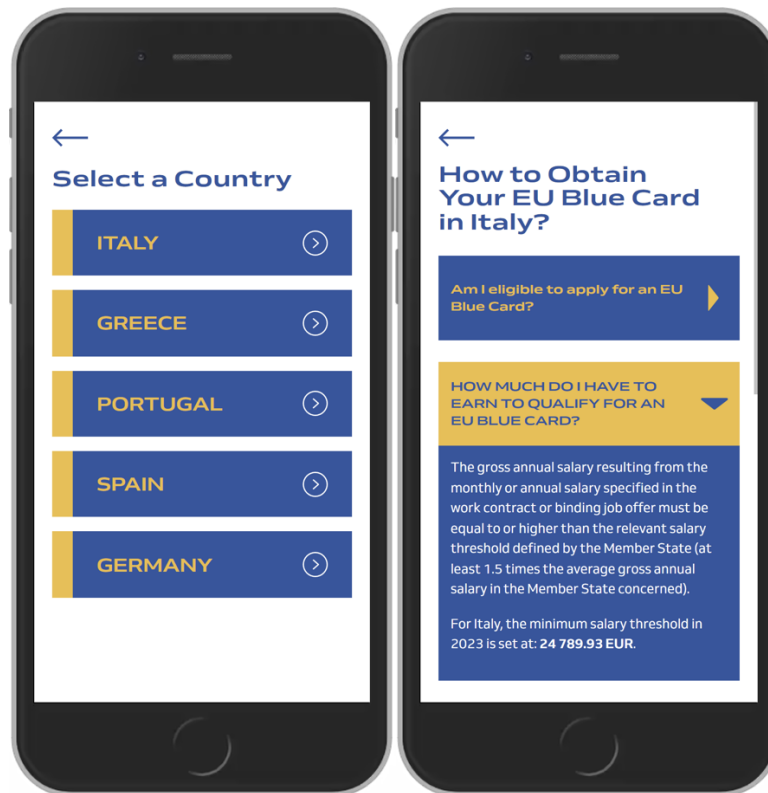 Select a Country
ITALY
GREECE
PORTUGAL
SPAIN
GERMANY
How to Obtain
Your EU Blue Card
in Italy?
Am I eligible to apply for an EU
Blue Card?
HOW MUCH DO I HAVE TO
EARN TO QUALIFY FOR AN
EU BLUE CARD?
The gross annual salary resulting from the
monthly or annual salary specified in the
work contract or binding job offer must be
equal to or higher than the relevant salary
threshold defined by the Member State (at
least 1.5 times the average gross annual
salary in the Member State concerned).
For Italy, the minimum salary threshold in
2023 is set at: 24 789.93 EUR.